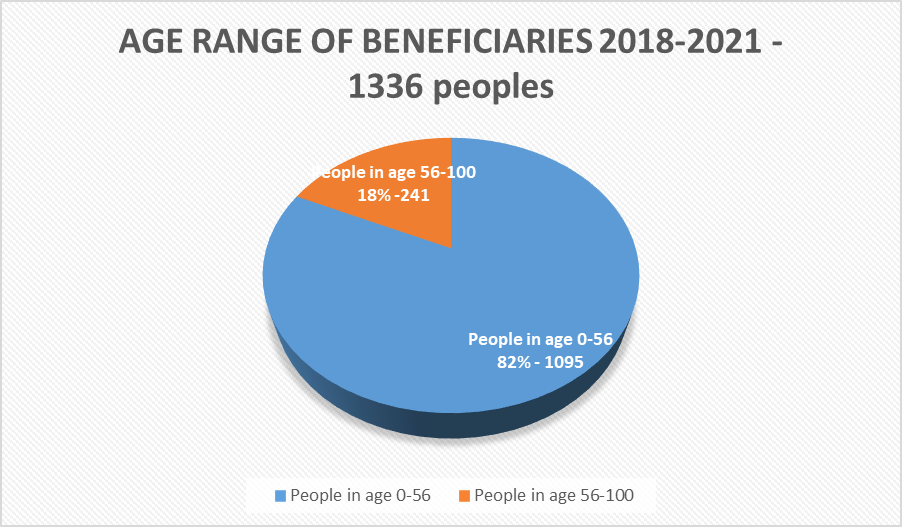 AGE RANGE OF BENEFICIARIES 2018-2021 -
1336 peoples
People in age 56-100
18% -241
People in age 0-56
82% - 1095
People in age 0-56
People in age 56-100